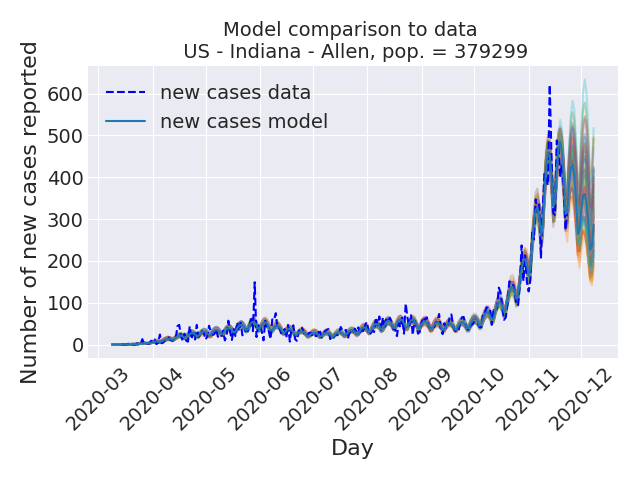 Model comparison to data
US - Indiana - Allen, pop. = 379299
Number of new cases reported
600
500
400
300
200
100
0
new cases data
new cases model
2020-03
2020-04
2020-05
2020-06
2020-07
2020-08
2020-09
2020-10
2020-11
2020-12
Day